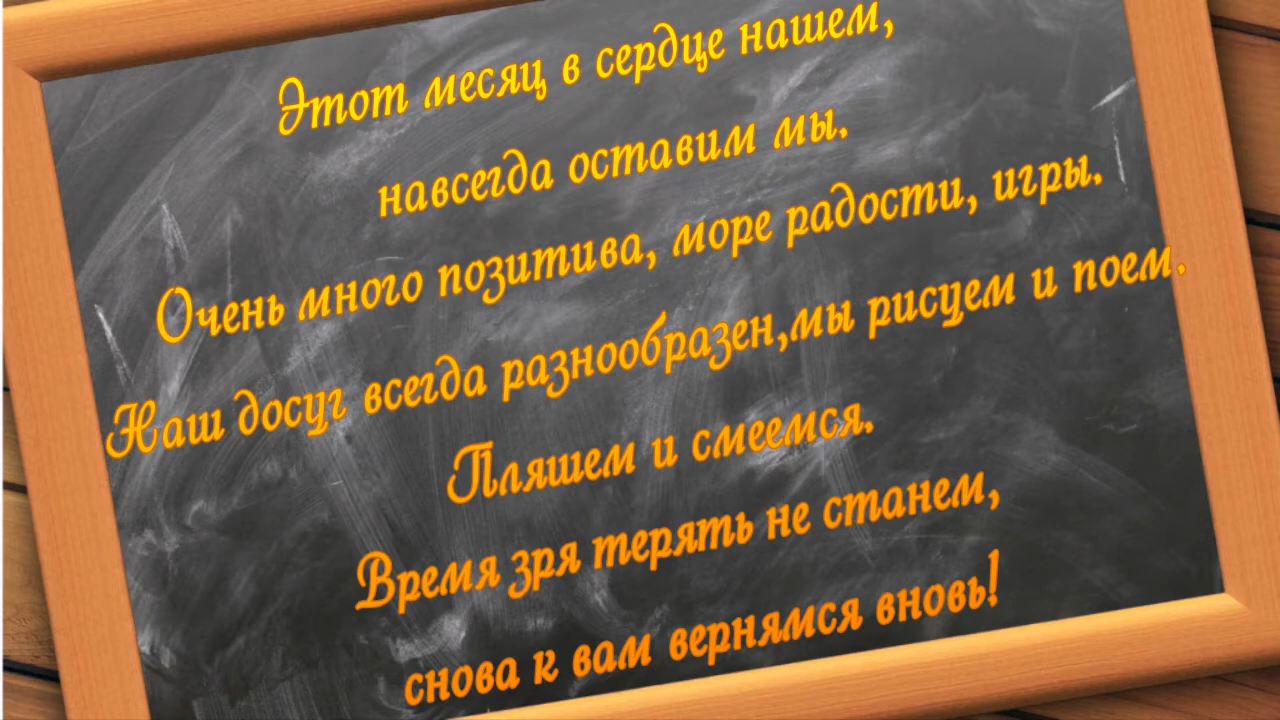 Этот месяц в сердце нашем,
навсегда оставим мы.
Очень много позитива, море радости, игры.
Наш досуг всегда разнообразен,мы рисуем и поем.
Пляшем и смеемся.
Время зря терять не станем,
снова к вам вернямся вновь!